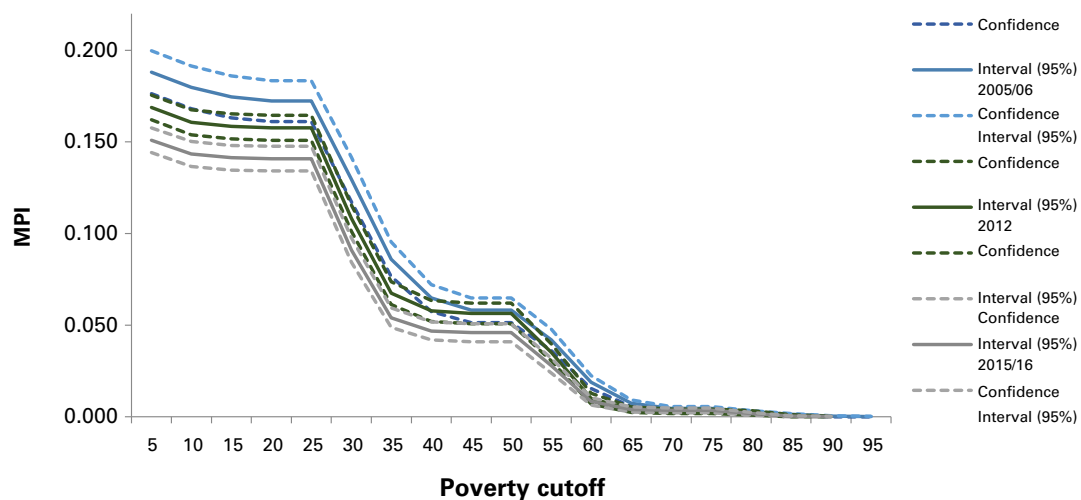 0.200
0.150
0.100
0.050
0.000
MPI
5 10 15 20 25 30 35 40 45 50 55 60 65 70 75 80 85 90 95
Poverty cutoff
Confidence
Interval (95%)
2005/06
Confidence
Interval (95%)
Confidence
Interval (95%)
2012
Confidence
Interval (95%)
Confidence
Interval (95%)
2015/16
Confidence
Interval (95%)